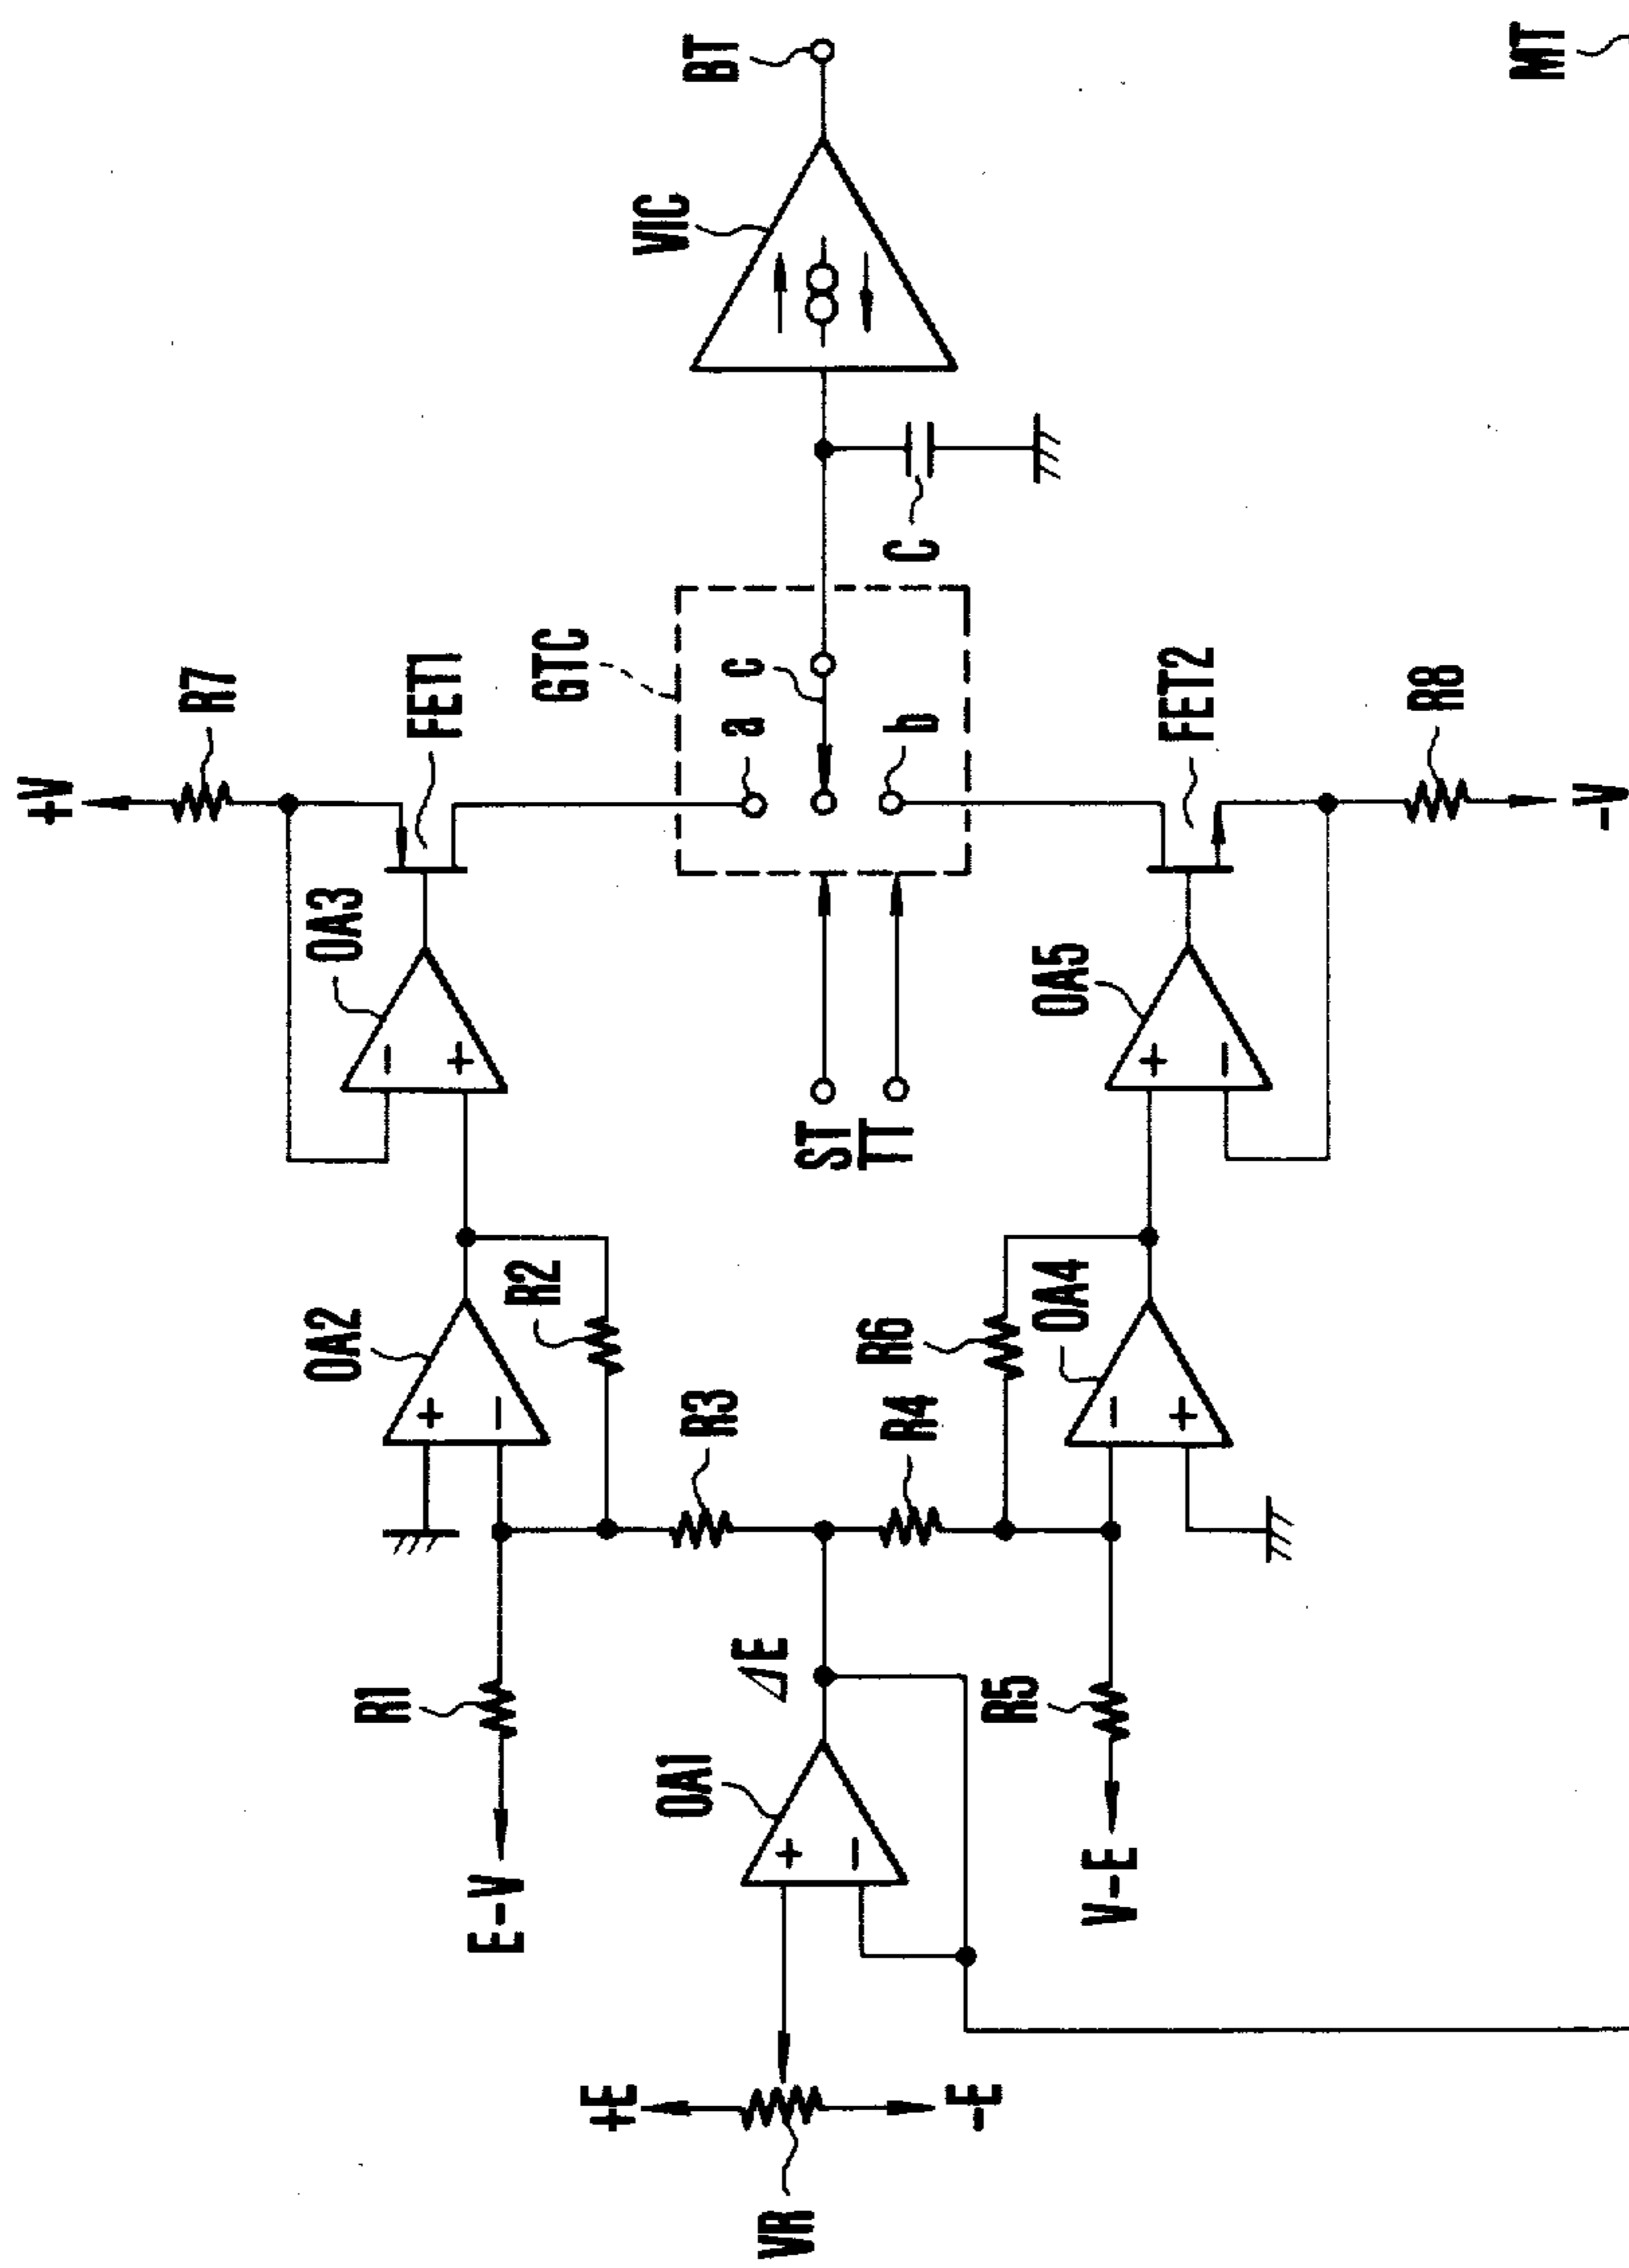 +V
R7
OA2
OA3
FET1
R1
R2
E-V
GTC
VIC
BT
+E
OA1
ΔE
R3
a
c
VR
ST
T̅T̅
-E
R4
R6
b
C
R5
OA4
OA5
FET2
V-E
R8
-V
MT
+
-
-
+
+
-
-
+
+
-